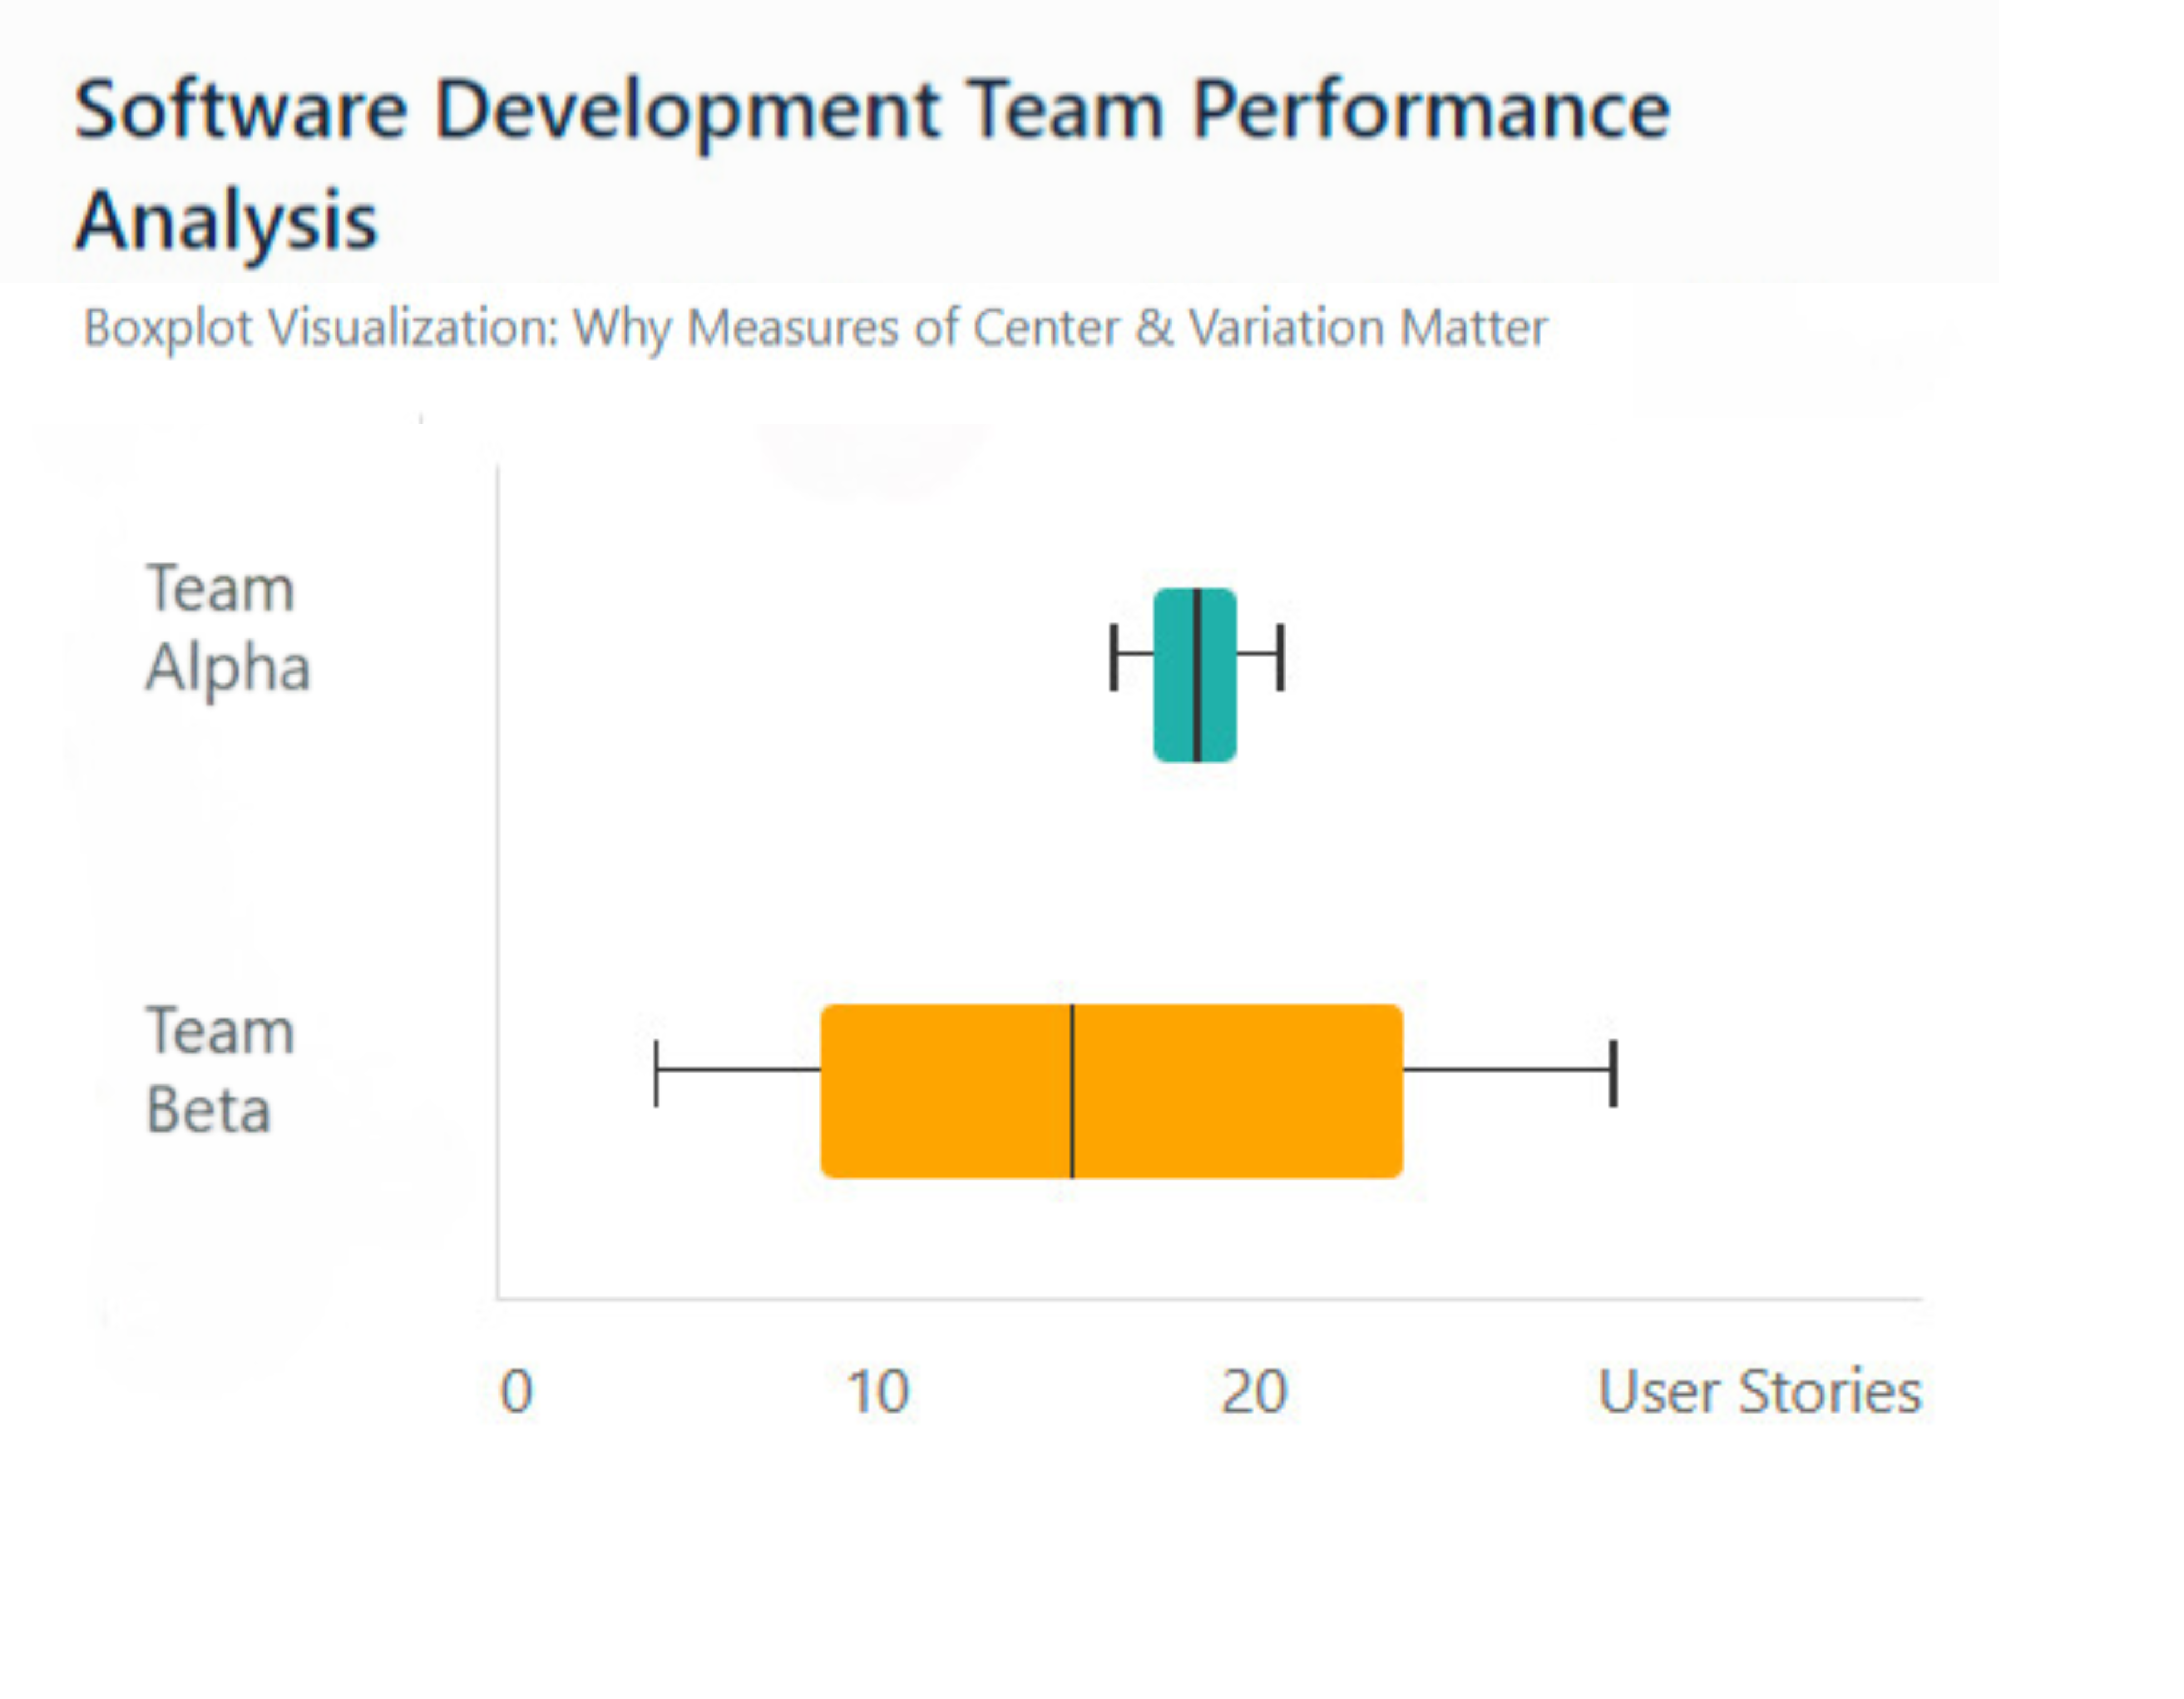 Software Development Team Performance
Analysis
Boxplot Visualization: Why Measures of Center & Variation Matter
Team
Alpha
Team
Beta
0 10 20 User Stories